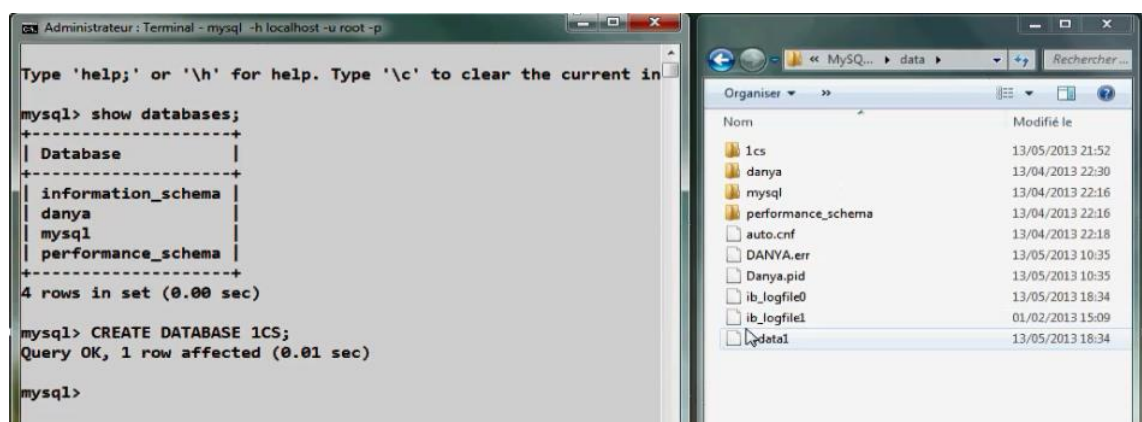 Administrateur : Terminal - mysql -h localhost -u root -p
Type 'help;' or '\h' for help. Type '\c' to clear the current in
mysql> show databases;
+--------------------+
| Database |
+--------------------+
| information_schema |
| danya |
| mysql |
| performance_schema |
+--------------------+
4 rows in set (0.00 sec)
mysql> CREATE DATABASE 1CS;
Query OK, 1 row affected (0.01 sec)
mysql>
« MySQ... ▸ data ▸
Rechercher ...
Organiser ▾ »
Nom Modifié le
1cs 13/05/2013 21:52
danya 13/04/2013 22:30
mysql 13/04/2013 22:16
performance_schema 13/04/2013 22:16
auto.cnf 13/04/2013 22:18
DANYA.err 13/05/2013 10:35
Danya.pid 13/05/2013 10:35
ib_logfile0 13/05/2013 18:34
ib_logfile1 01/02/2013 15:09
data1 13/05/2013 18:34